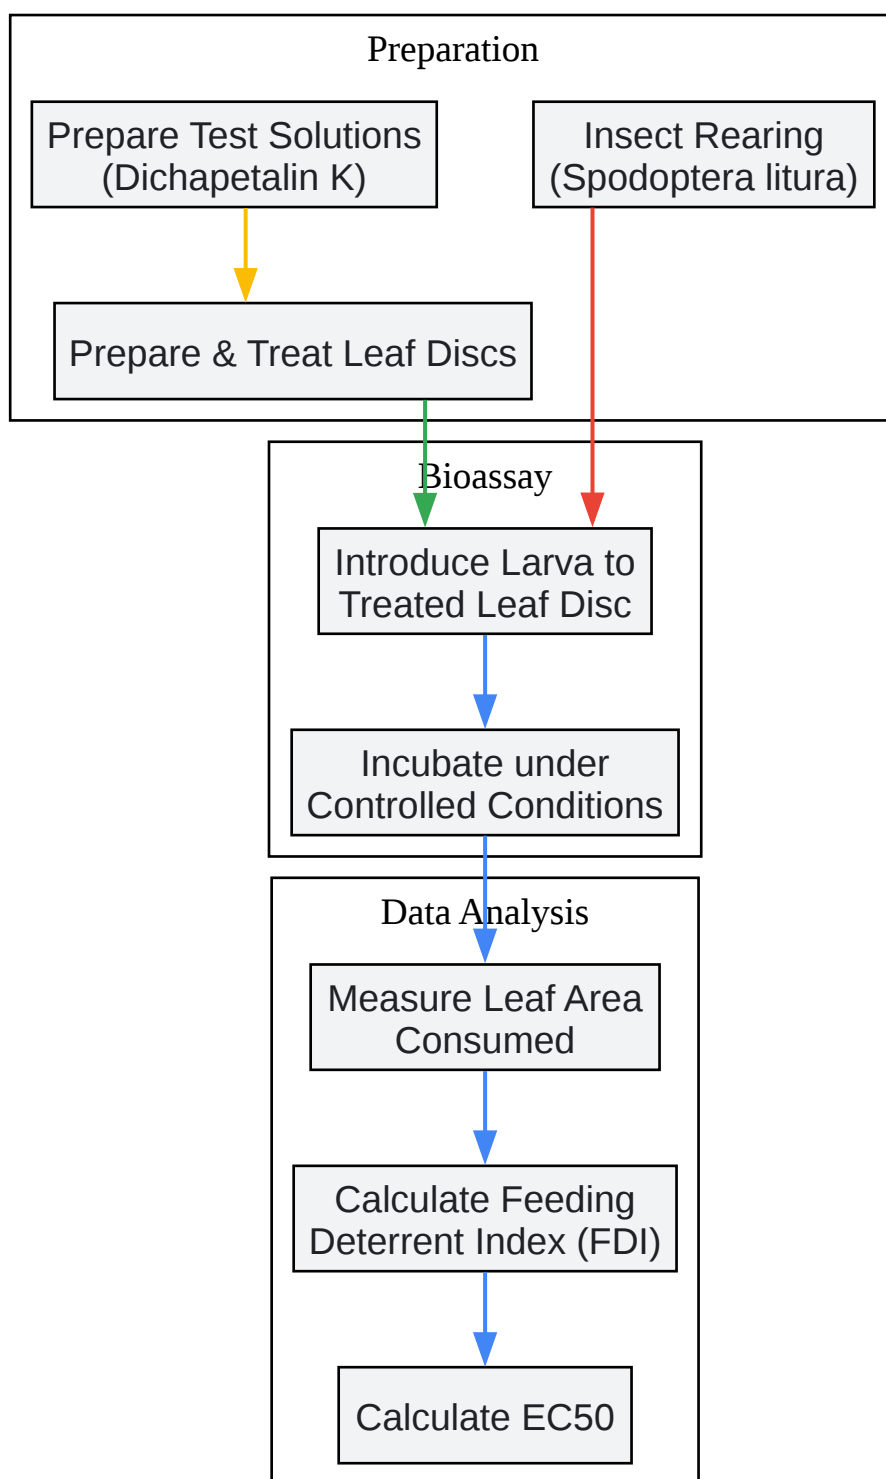 Preparation
Prepare Test Solutions
(Dichapetalin K)
Insect Rearing
(Spodoptera litura)
Prepare & Treat Leaf Discs
Bioassay
Introduce Larva to
Treated Leaf Disc
Incubate under
Controlled Conditions
Data Analysis
Measure Leaf Area
Consumed
Calculate Feeding
Deterrent Index (FDI)
Calculate EC50